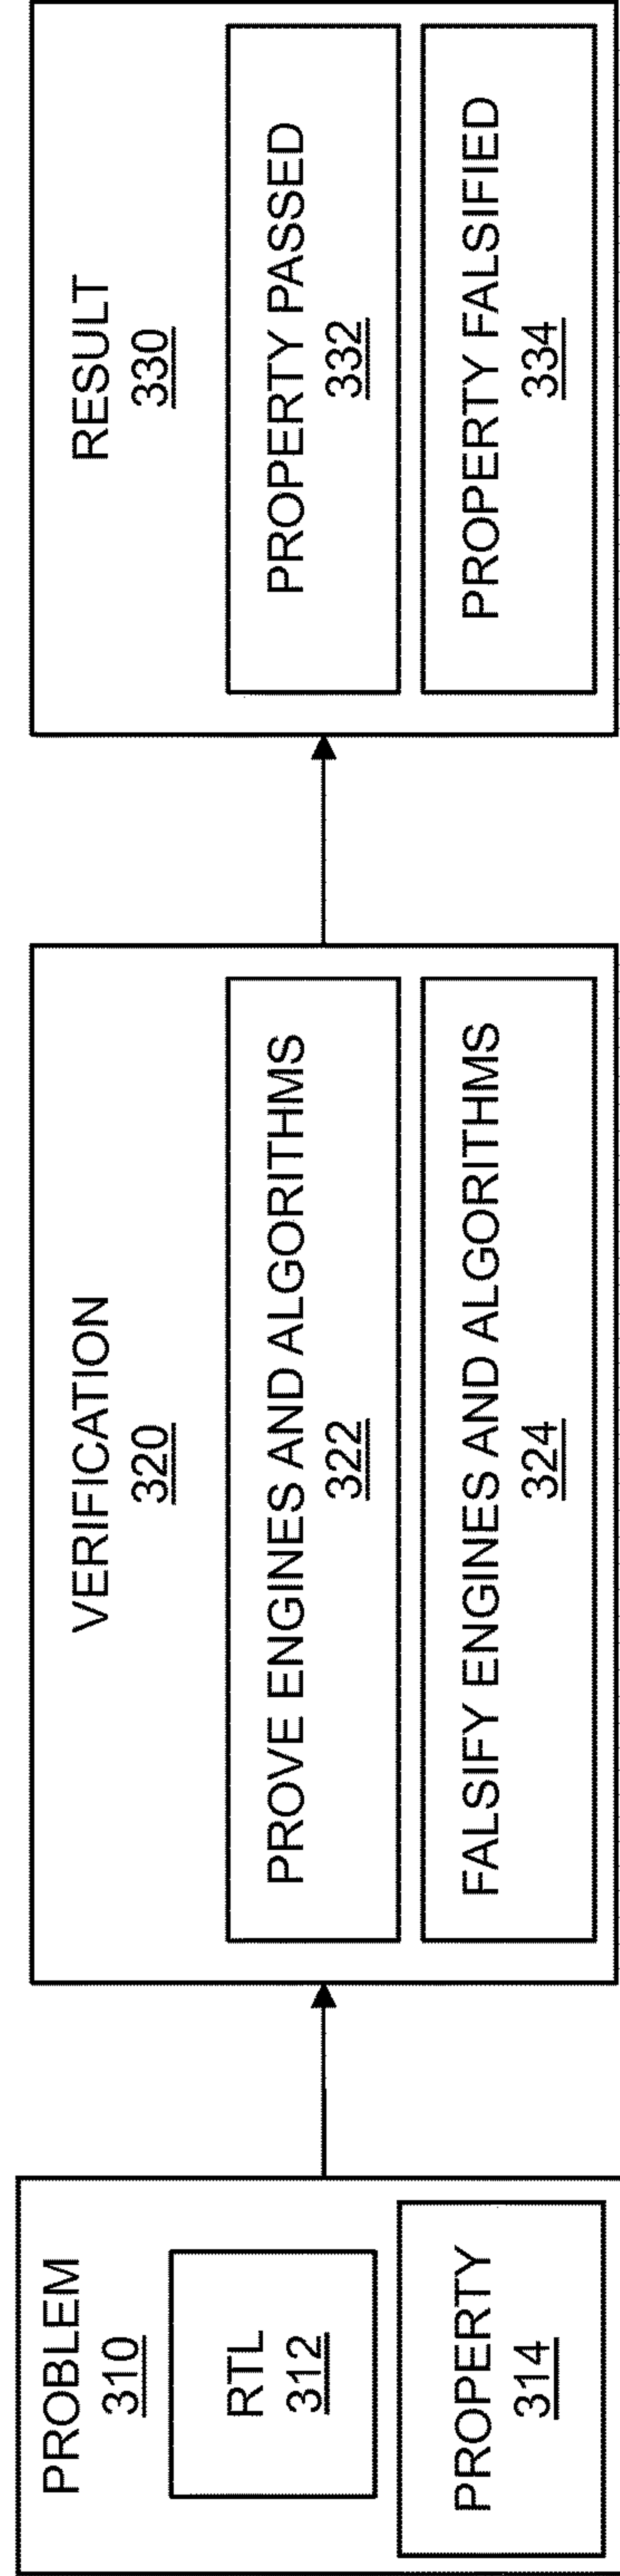 PROBLEM
310
RTL
312
PROPERTY
314
VERIFICATION
320
PROVE ENGINES AND ALGORITHMS
322
FALSIFY ENGINES AND ALGORITHMS
324
RESULT
330
PROPERTY PASSED
332
PROPERTY FALSIFIED
334